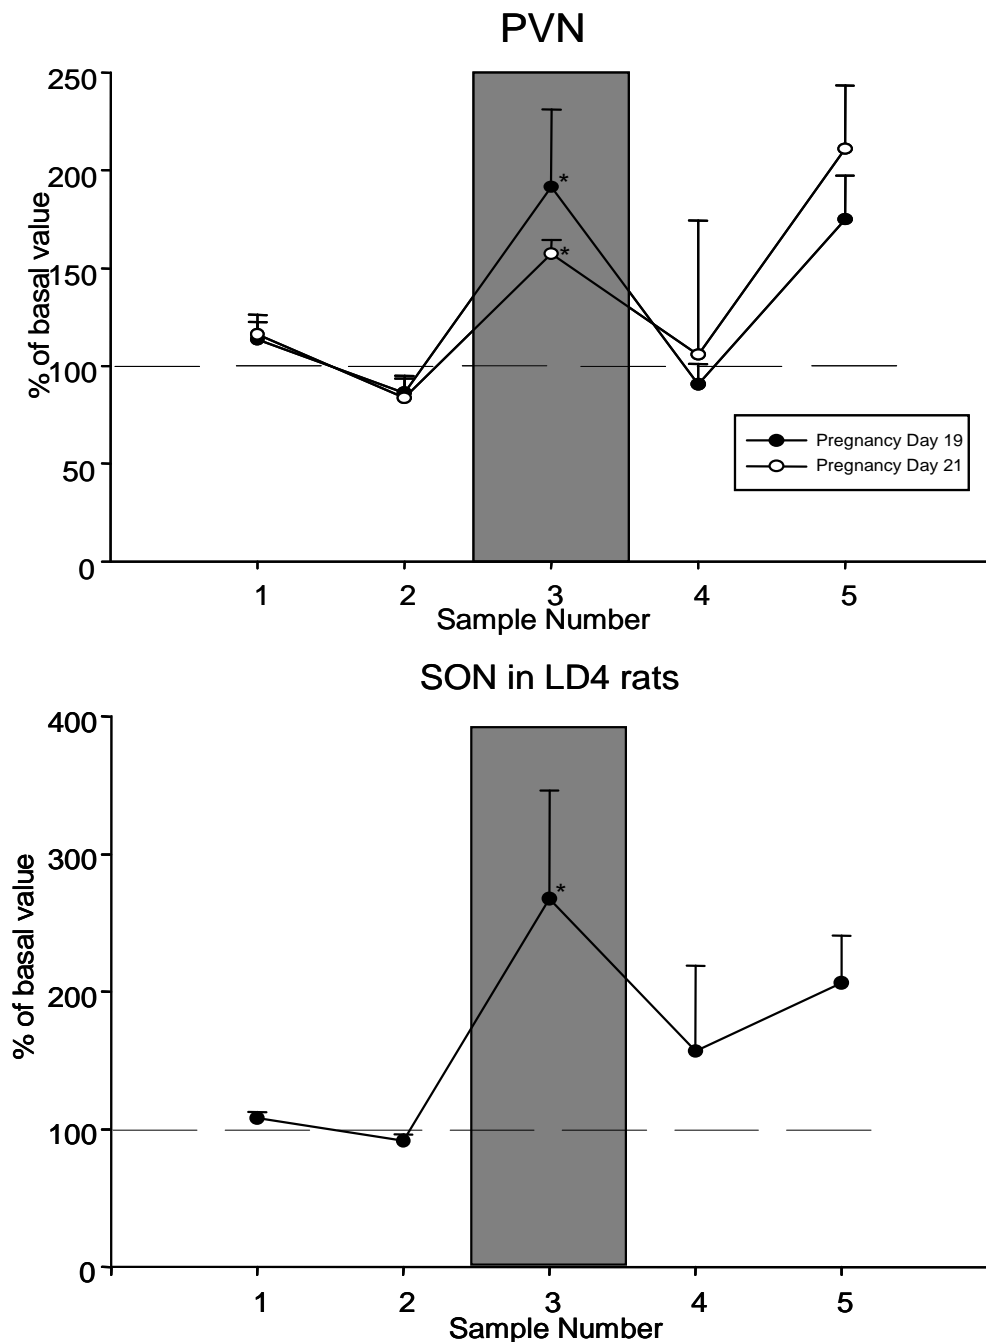 PVN
250
200
150
100
50
0
% of basal value
*
*
Pregnancy Day 19
Pregnancy Day 21
1 2 3 4 5
Sample Number
SON in LD4 rats
400
300
200
100
0
% of basal value
*
1 2 3 4 5
Sample Number